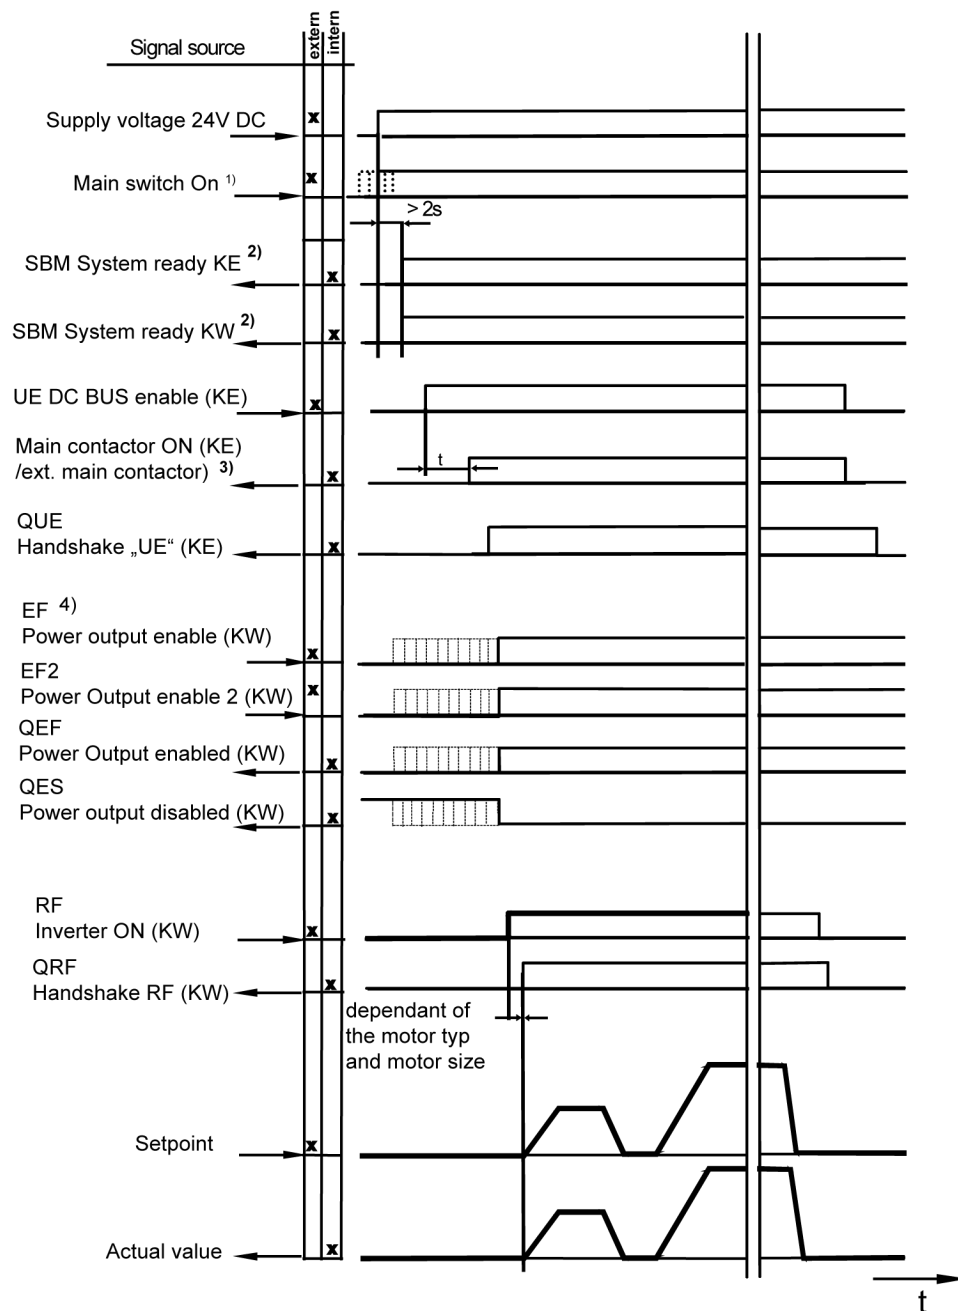 Signal source
extern
intern
Supply voltage 24V DC
x
Main switch On 1)
x
> 2s
SBM System ready KE 2)
x
SBM System ready KW 2)
x
UE DC BUS enable (KE)
x
Main contactor ON (KE)
/ext. main contactor) 3)
x
t
QUE
Handshake „UE“ (KE)
x
EF 4)
Power output enable (KW)
x
EF2
Power Output enable 2 (KW)
x
QEF
Power Output enabled (KW)
x
QES
Power output disabled (KW)
x
RF
Inverter ON (KW)
x
QRF
Handshake RF (KW)
x
dependant of
the motor typ
and motor size
Setpoint
x
Actual value
x
t